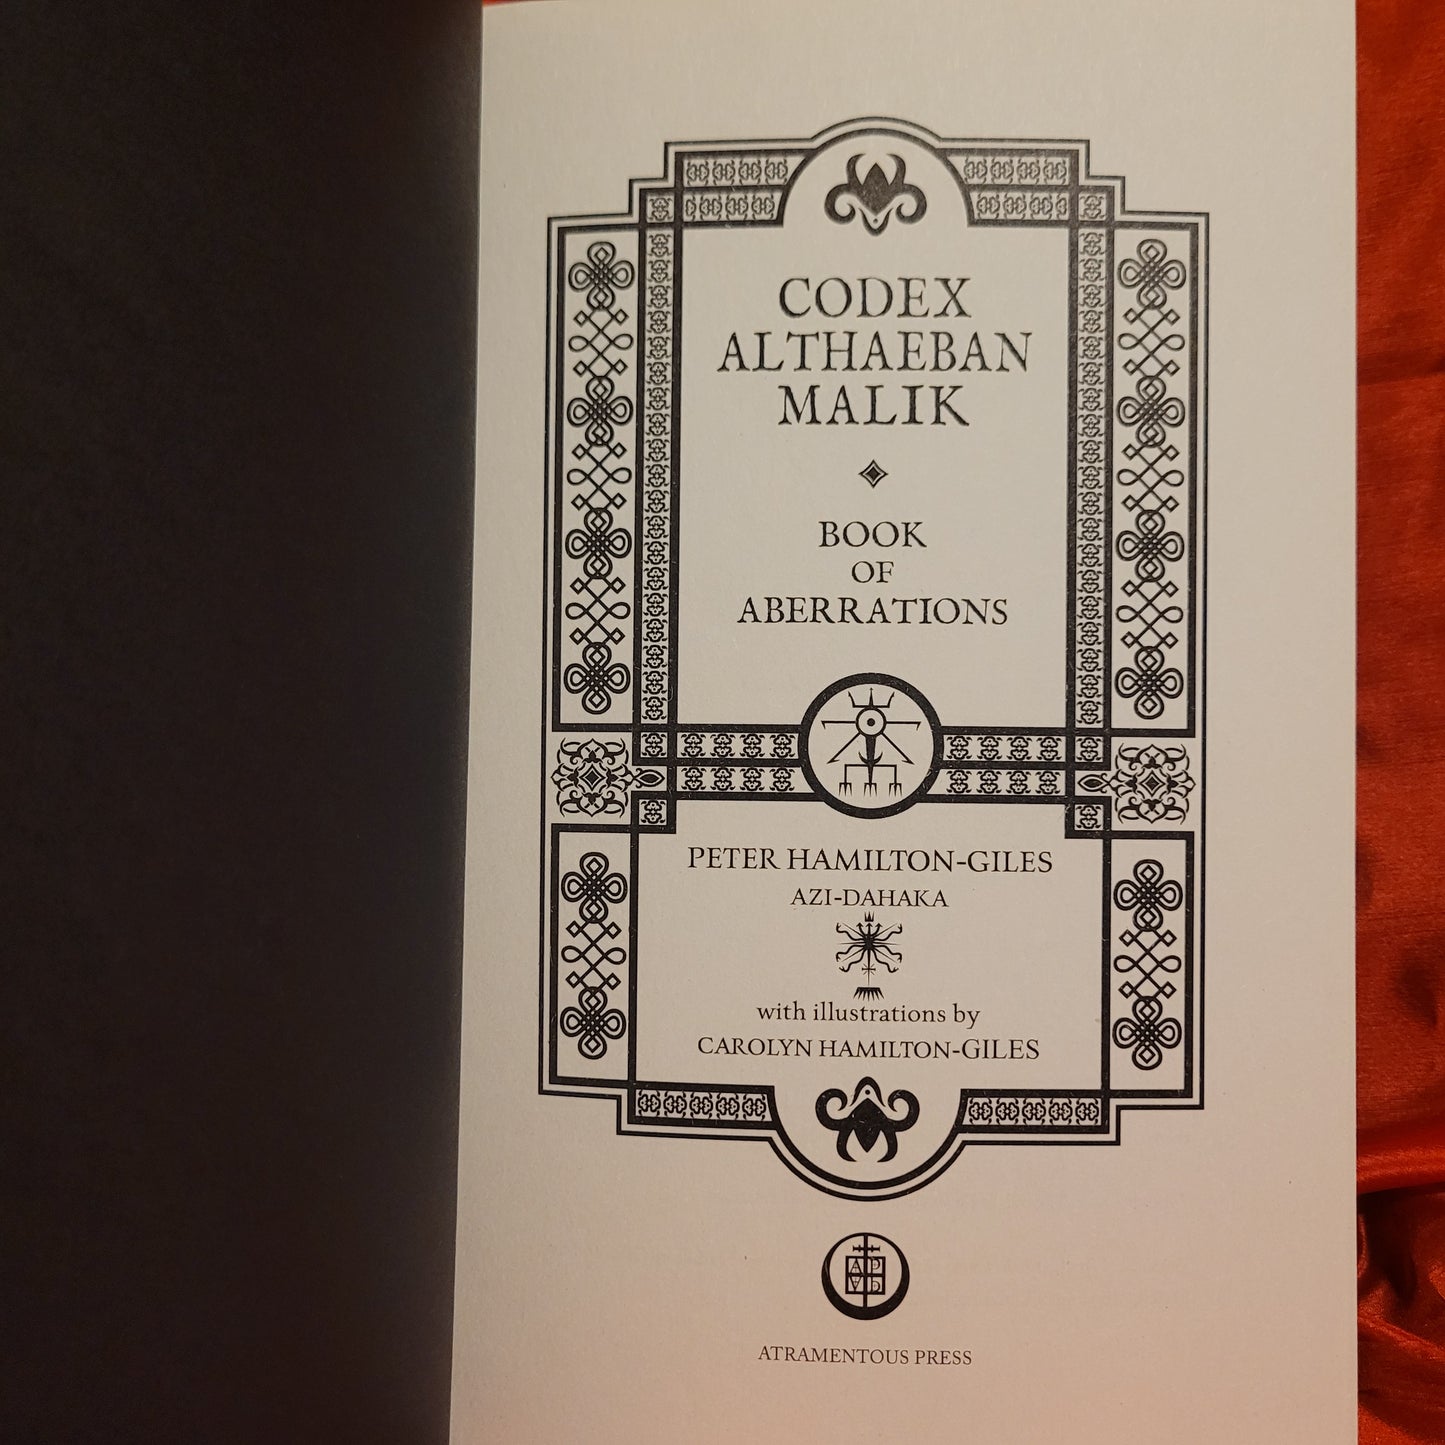 CODEX
ALTHAEBAN
MALIK
BOOK
OF
ABERRATIONS
PETER HAMILTON-GILES
AZI-DAHAKA
with illustrations by
CAROLYN HAMILTON-GILES
ATRAMENTOUS PRESS